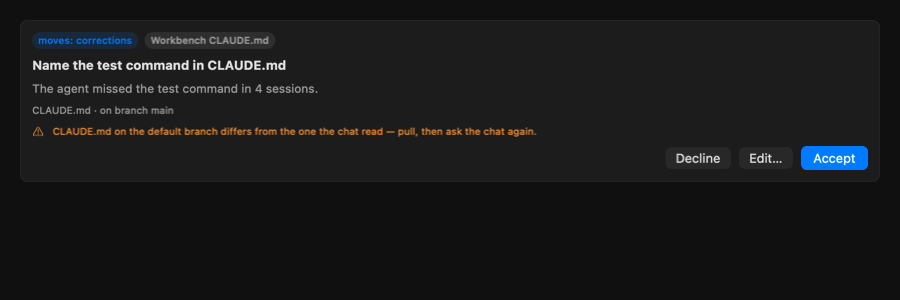 moves: corrections Workbench CLAUDE.md
Name the test command in CLAUDE.md
The agent missed the test command in 4 sessions.
CLAUDE.md · on branch main
CLAUDE.md on the default branch differs from the one the chat read — pull, then ask the chat again.
Decline Edit... Accept